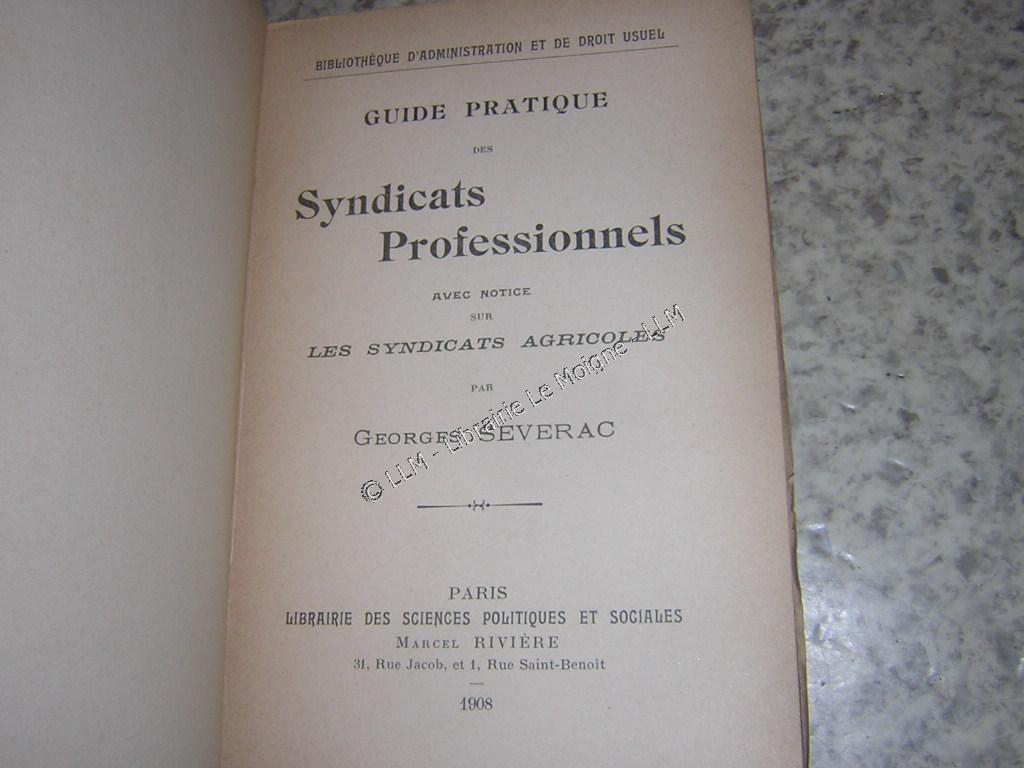 BIBLIOTHÈQUE D'ADMINISTRATION ET DE DROIT USUEL
GUIDE PRATIQUE
DES
Syndicats
Professionnels
AVEC NOTICE
SUR
LES SYNDICATS AGRICOLES
PAR
GEORGES SEVERAC
© LLM - Librairie Le Moigne - LLM
PARIS
LIBRAIRIE DES SCIENCES POLITIQUES ET SOCIALES
MARCEL RIVIÈRE
31, Rue Jacob, et 1, Rue Saint-Benoit
1908